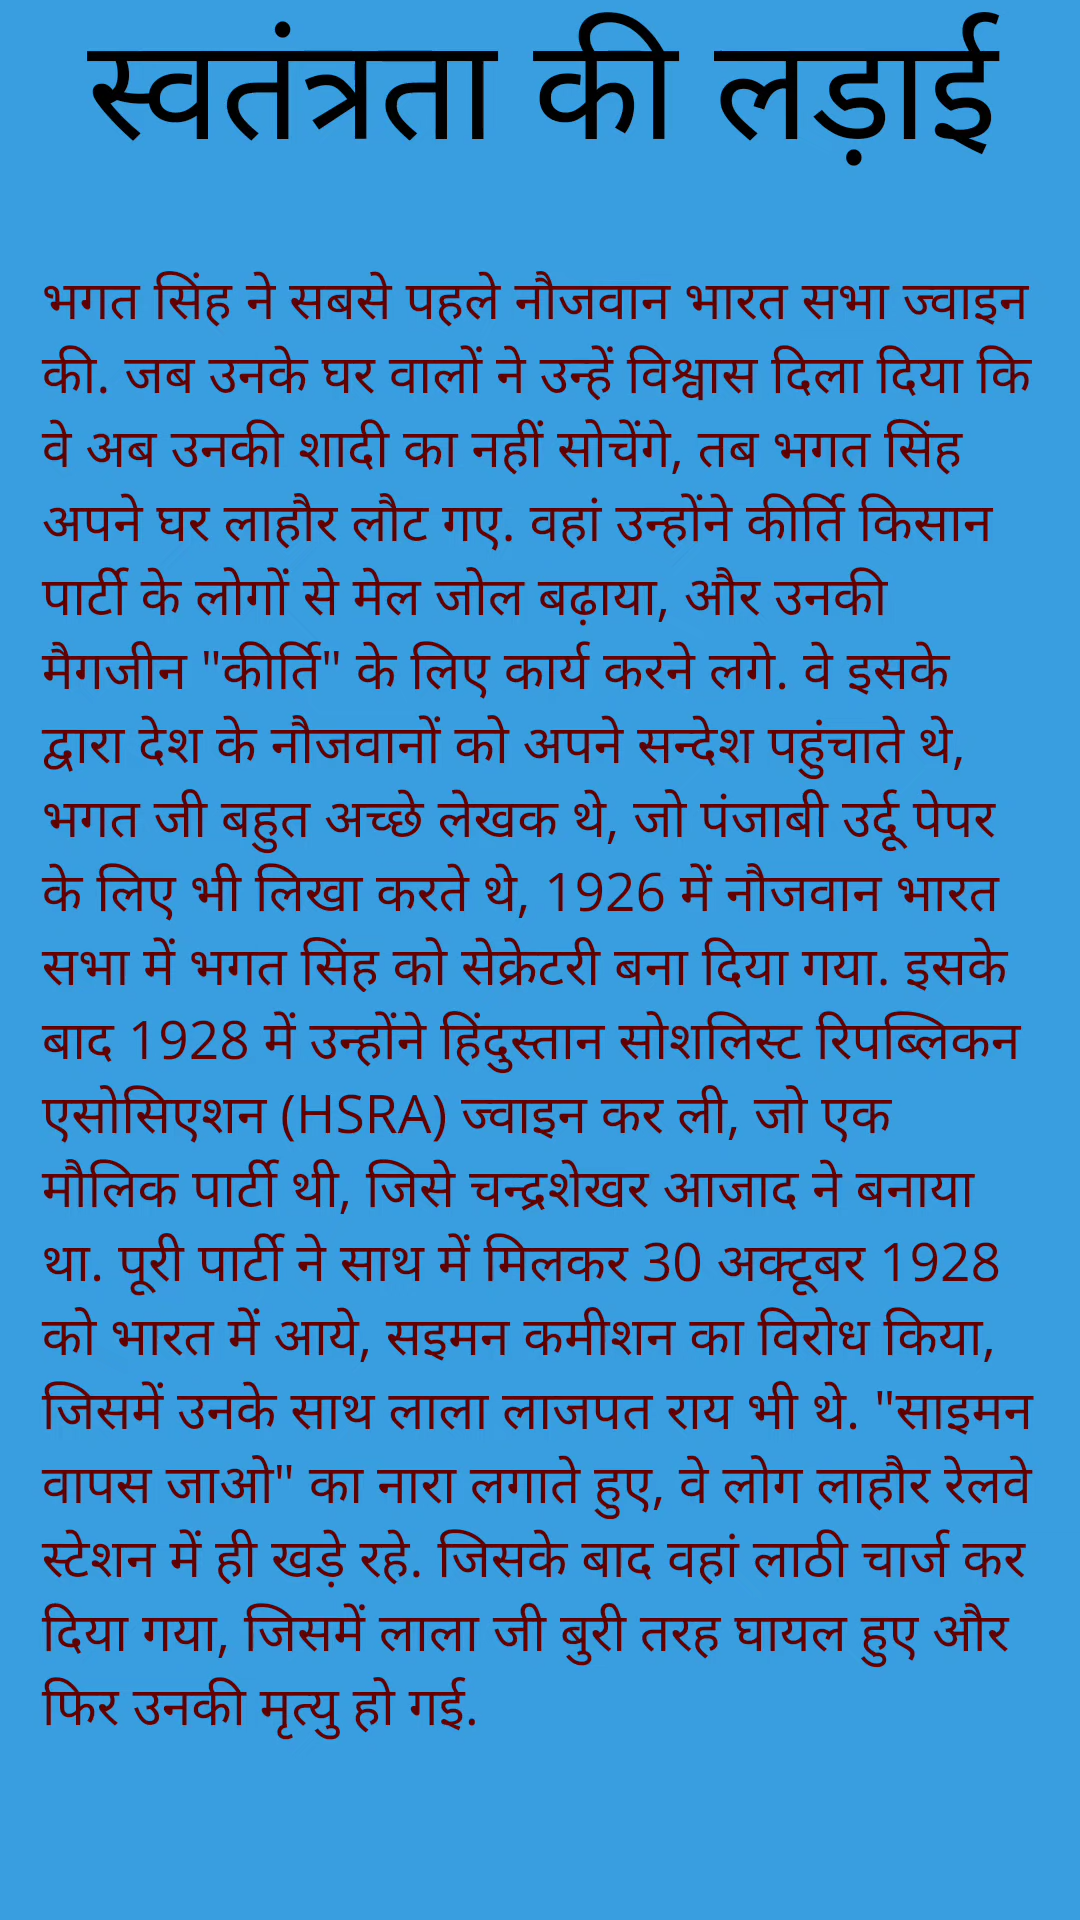 स्वतंत्रता की लड़ाई
भगत सिंह ने सबसे पहले नौजवान भारत सभा ज्वाइन
की. जब उनके घर वालों ने उन्हें विश्वास दिला दिया कि
वे अब उनकी शादी का नहीं सोचेंगे, तब भगत सिंह
अपने घर लाहौर लौट गए. वहां उन्होंने कीर्ति किसान
पार्टी के लोगों से मेल जोल बढ़ाया, और उनकी
मैगजीन "कीर्ति" के लिए कार्य करने लगे. वे इसके
द्वारा देश के नौजवानों को अपने सन्देश पहुंचाते थे,
भगत जी बहुत अच्छे लेखक थे, जो पंजाबी उर्दू पेपर
के लिए भी लिखा करते थे, 1926 में नौजवान भारत
सभा में भगत सिंह को सेक्रेटरी बना दिया गया. इसके
बाद 1928 में उन्होंने हिंदुस्तान सोशलिस्ट रिपब्लिकन
एसोसिएशन (HSRA) ज्वाइन कर ली, जो एक
मौलिक पार्टी थी, जिसे चन्द्रशेखर आजाद ने बनाया
था. पूरी पार्टी ने साथ में मिलकर 30 अक्टूबर 1928
को भारत में आये, सइमन कमीशन का विरोध किया,
जिसमें उनके साथ लाला लाजपत राय भी थे. "साइमन
वापस जाओ" का नारा लगाते हुए, वे लोग लाहौर रेलवे
स्टेशन में ही खड़े रहे. जिसके बाद वहां लाठी चार्ज कर
दिया गया, जिसमें लाला जी बुरी तरह घायल हुए और
फिर उनकी मृत्यु हो गई.